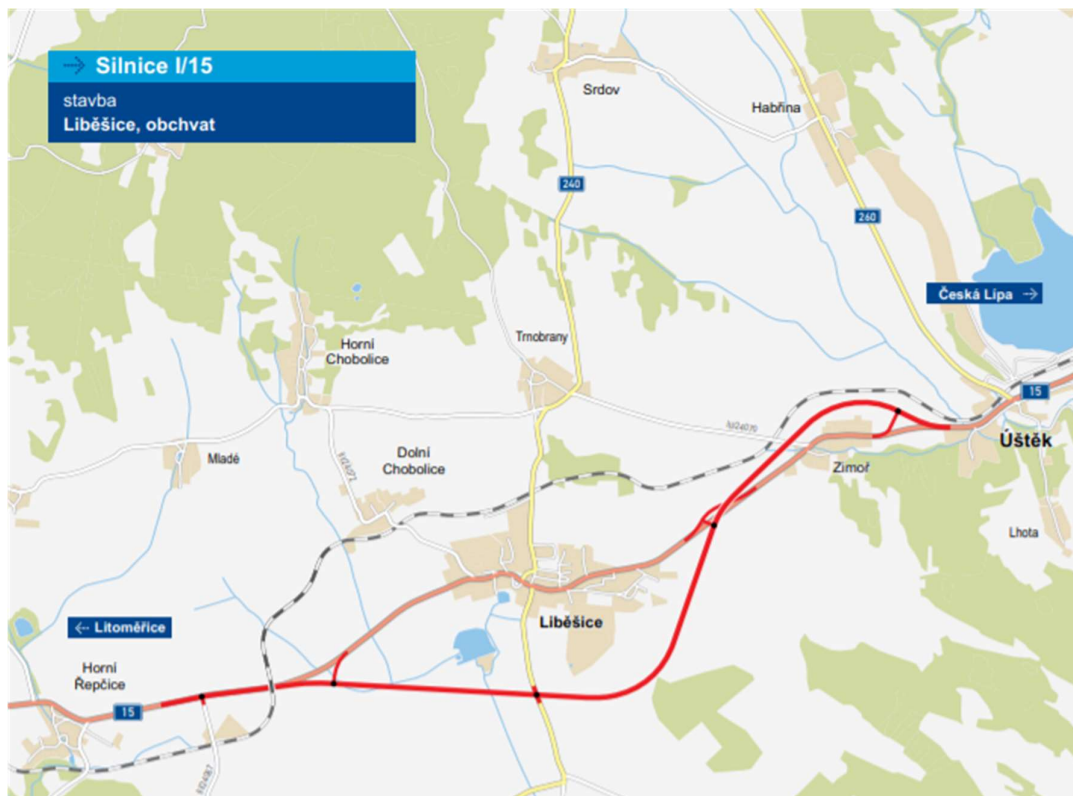 → Silnice I/15
stavba
Liběšice, obchvat
Srdov
Habřina
240
260
Česká Lípa →
Trnobrany
Horní
Chobolice
15
Úštěk
Mladé
Dolní
Chobolice
Zimoř
Lhota
Liběšice
← Litoměřice
Horní
Řepčice
15